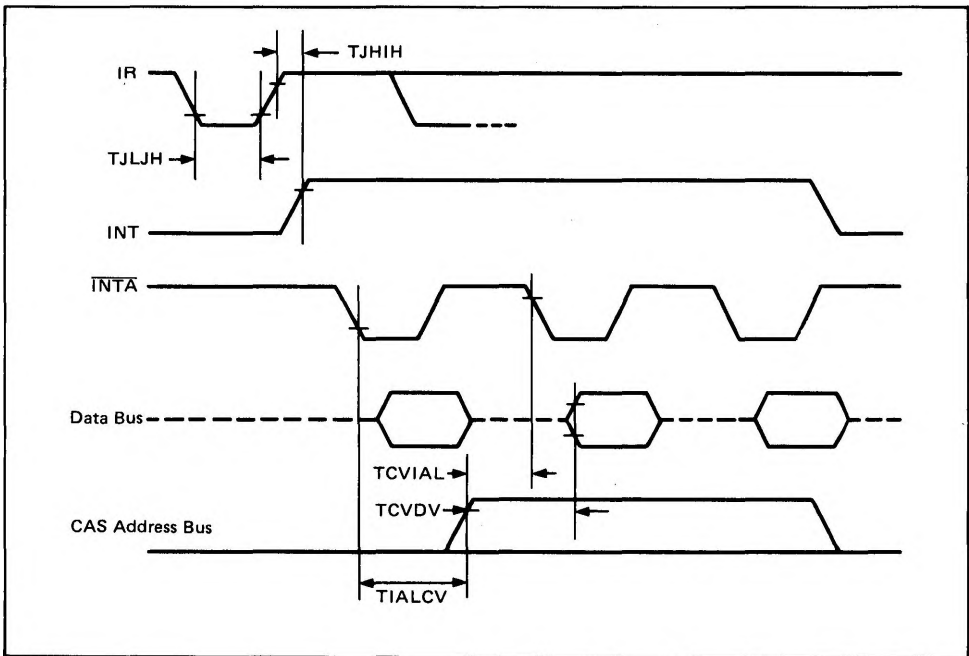 TJHIH
IR
TJLJH
INT
INTA
Data Bus
TCVIAL
TCVDV
CAS Address Bus
TIALCV